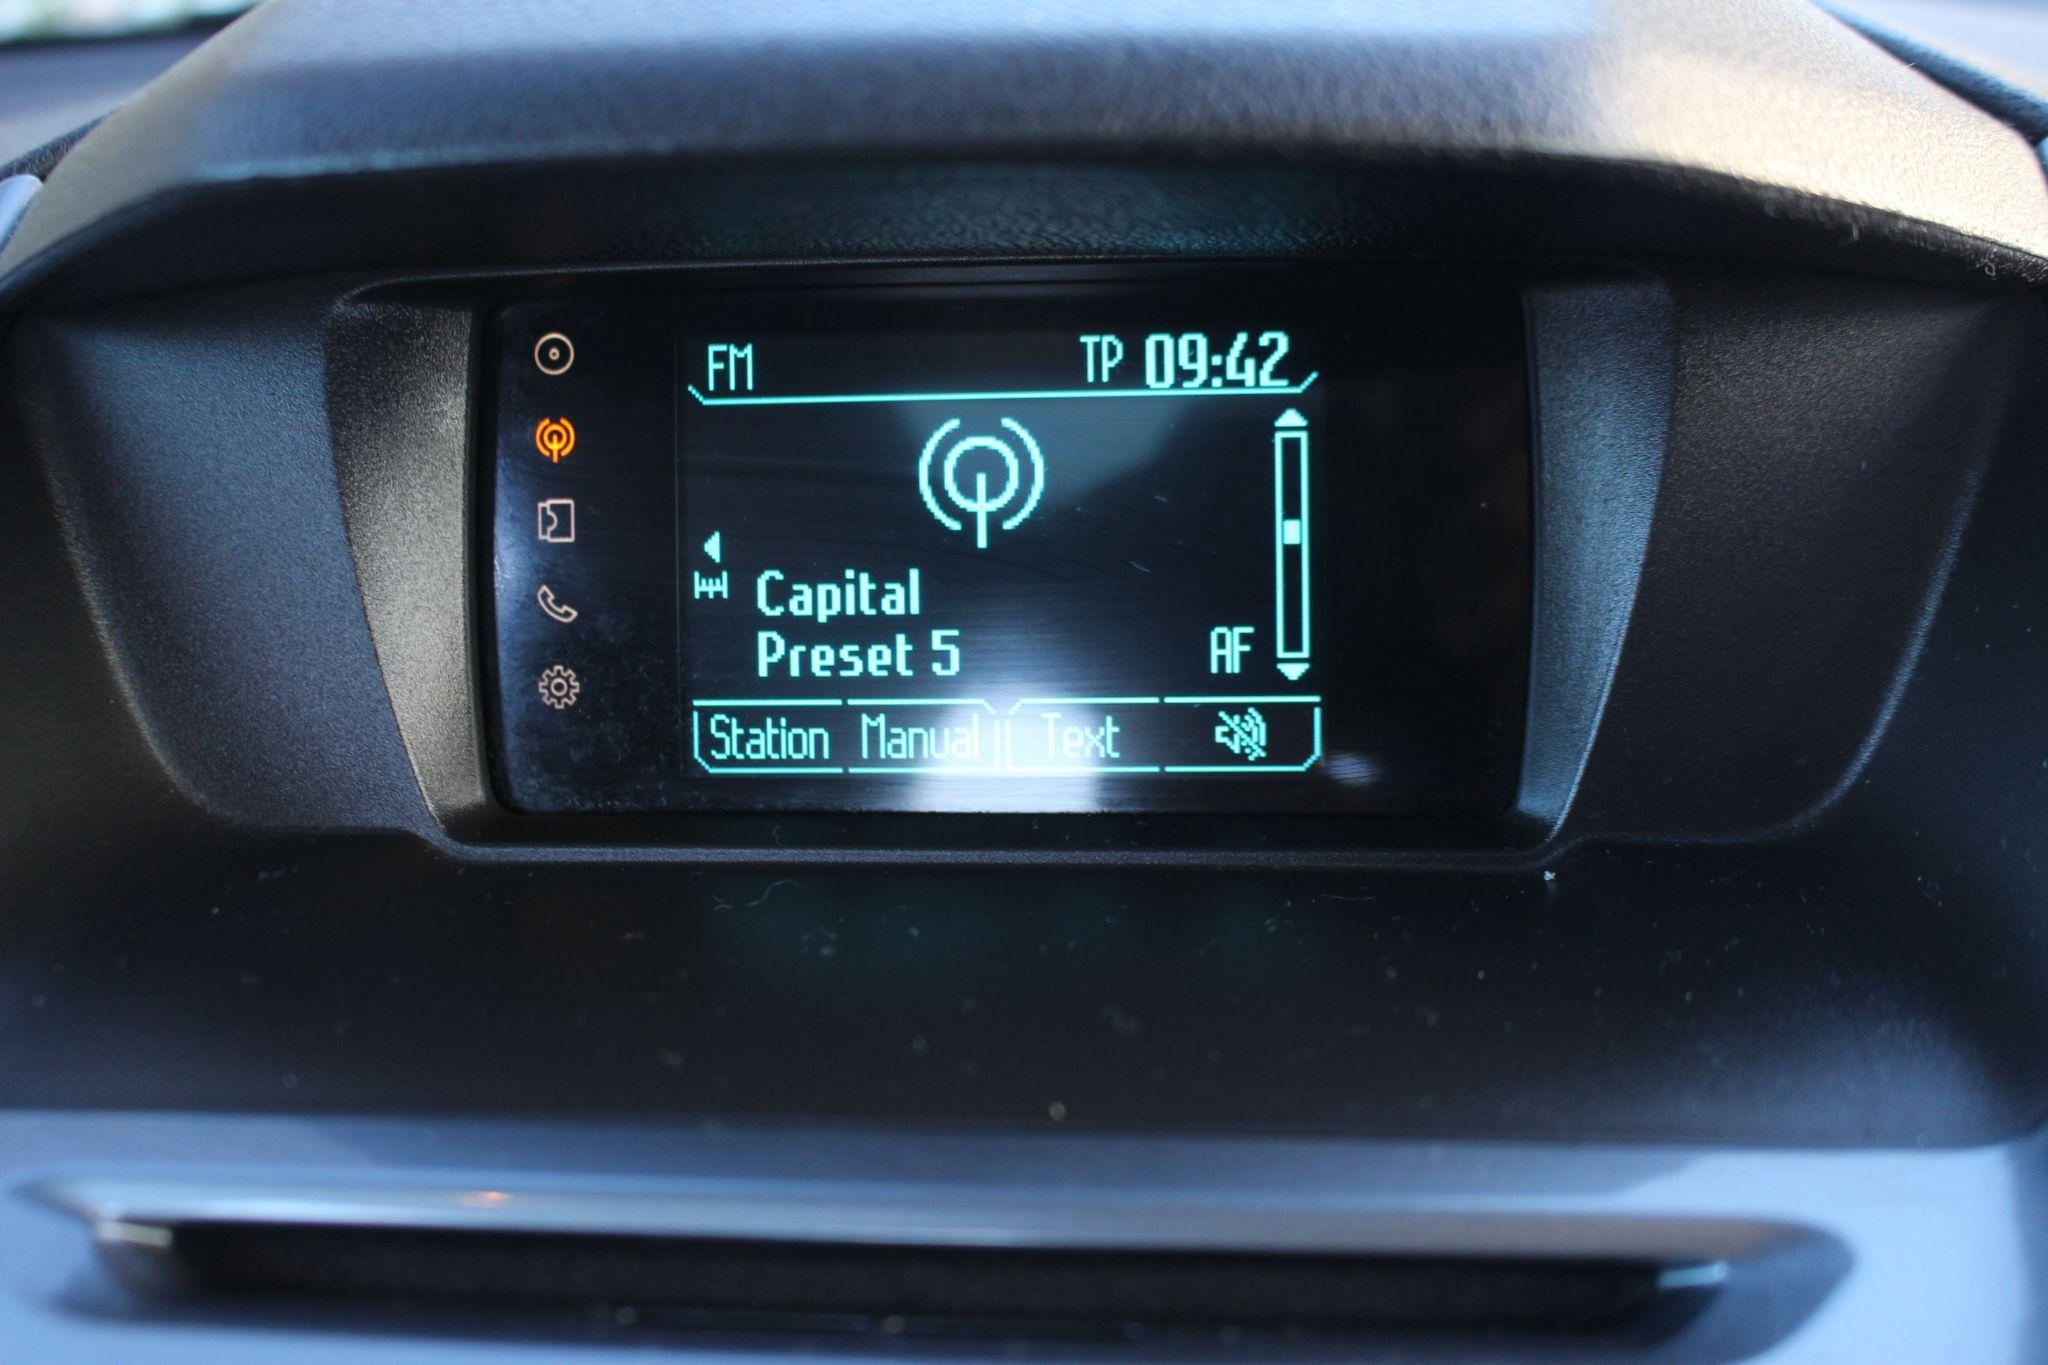 FM TP 09:42
Capital
Preset 5 AF
Station Manual Text